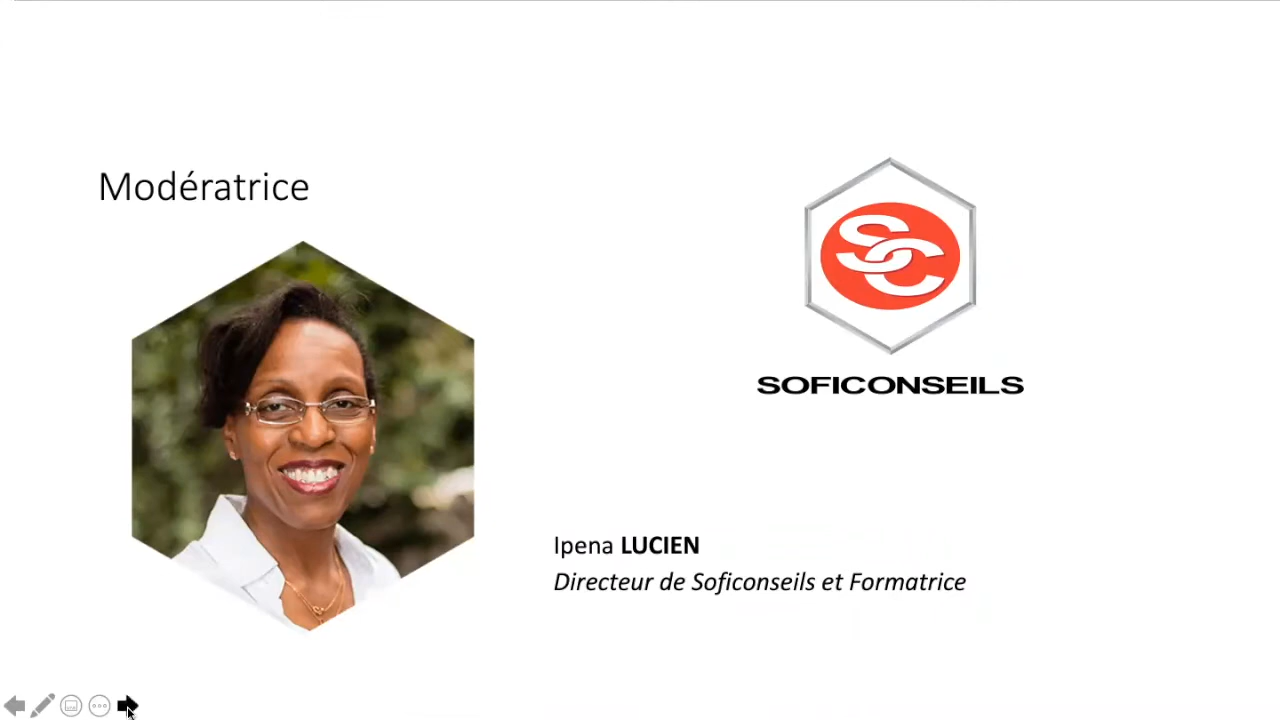 Modératrice
SC
SOFICONSEILS
Ipena LUCIEN
Directeur de Soficonseils et Formatrice